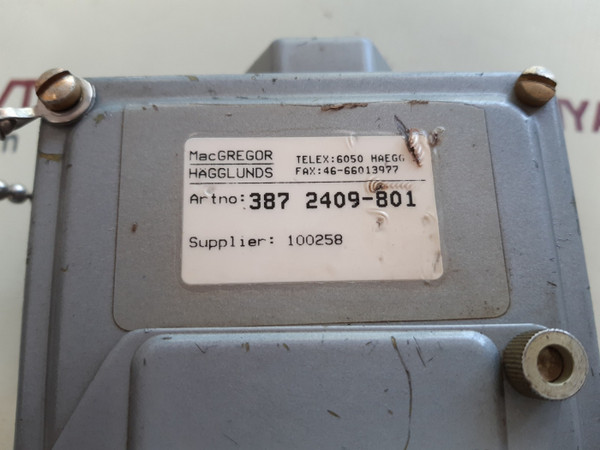 MacGREGOR
HAGGLUNDS
TELEX:6050 HAEGG
FAX:46-66013977
Artno: 387 2409-801
Supplier: 100258